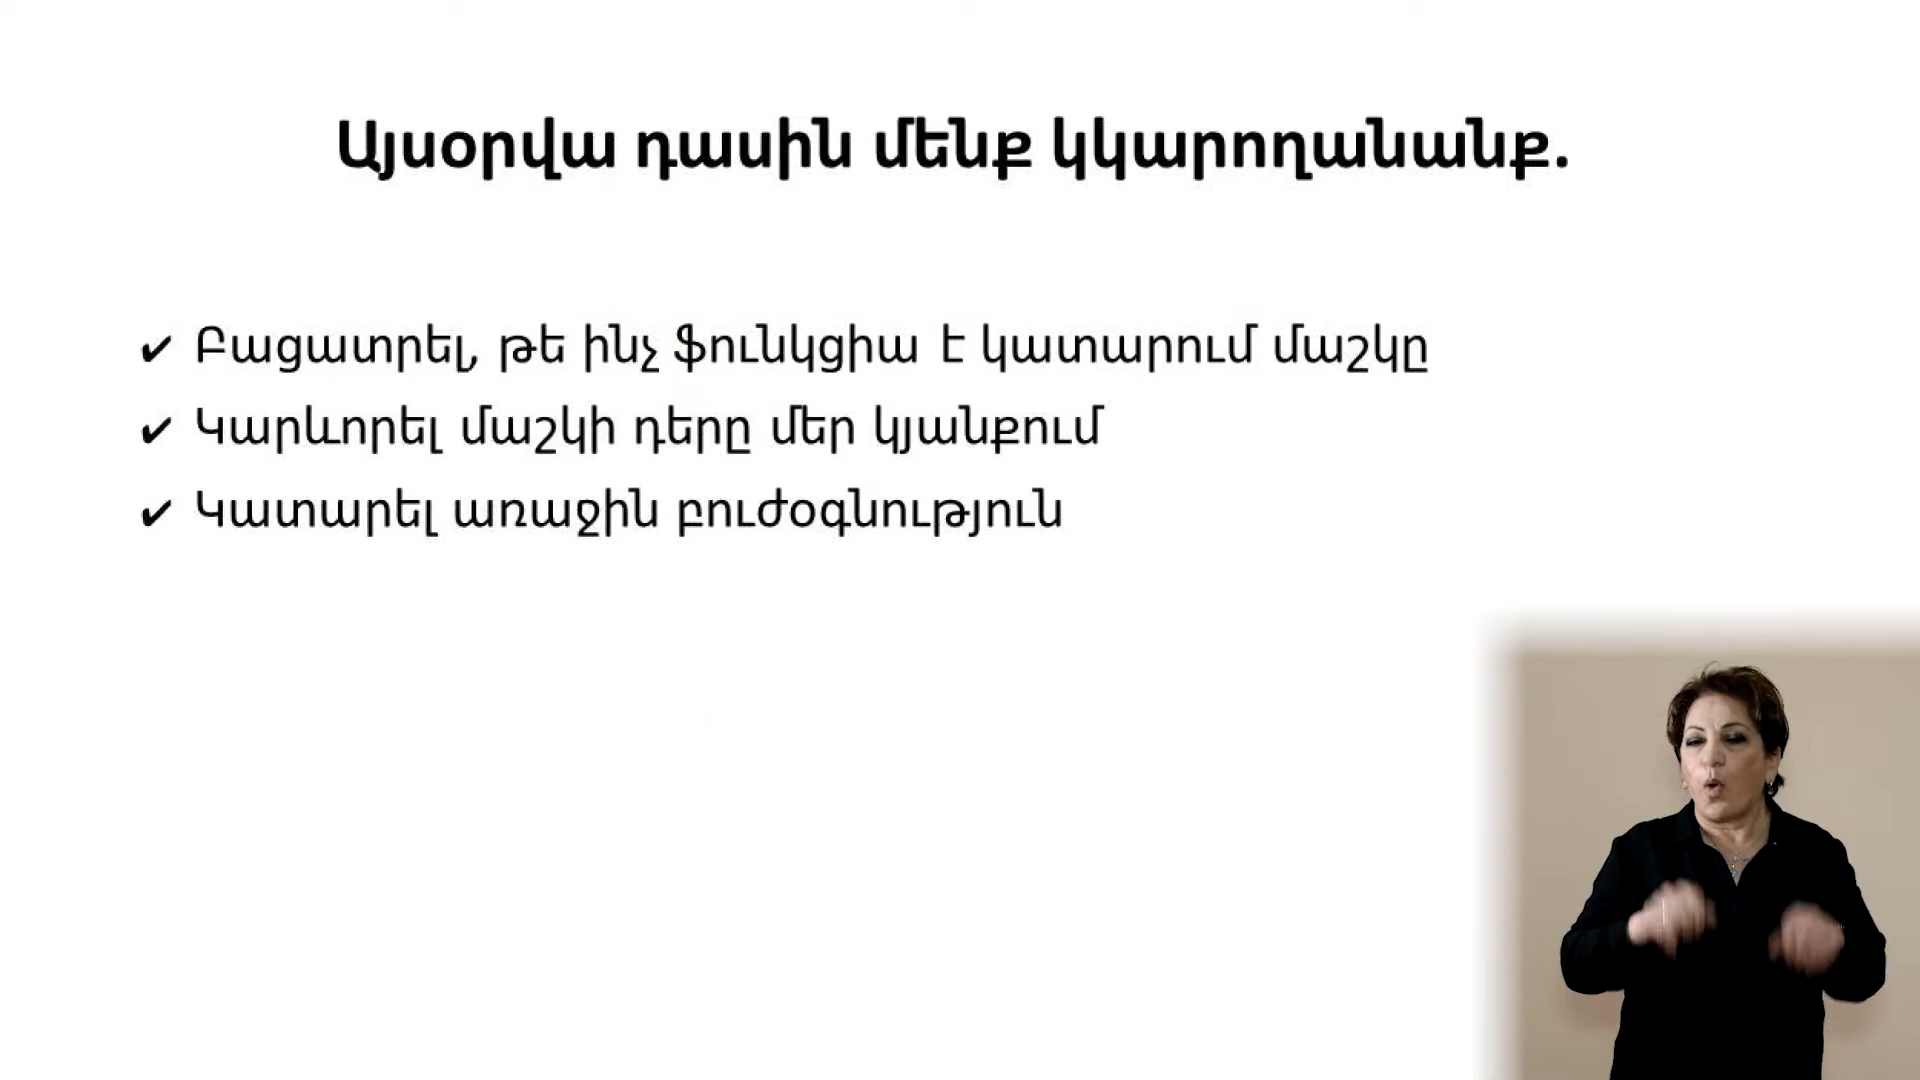 Այսօրվա դասին մենք կկարողանանք.
✔ Բացատրել, թե ինչ ֆունկցիա է կատարում մաշկը
✔ Կարևորել մաշկի դերը մեր կյանքում
✔ Կատարել առաջին բուժօգնություն